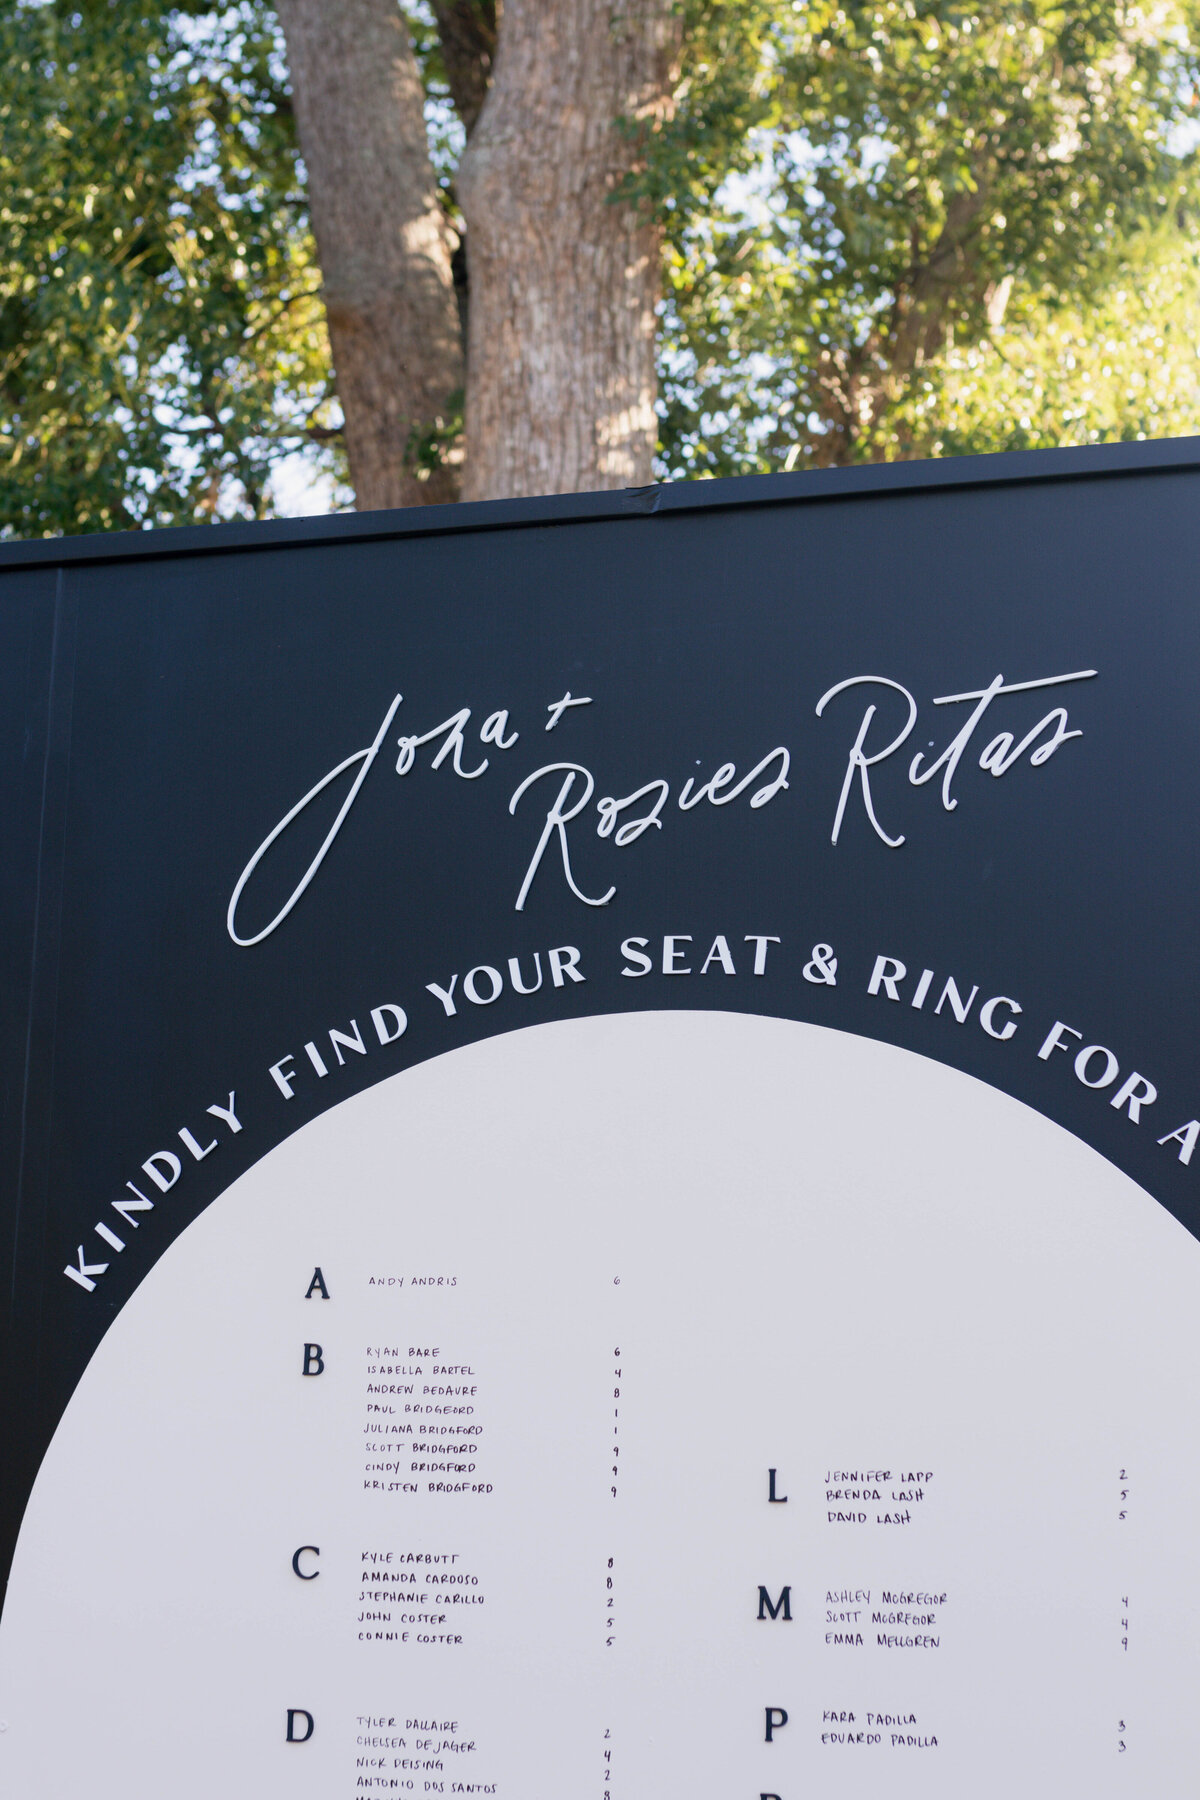 Jona +
Rosies Ritas
KINDLY FIND YOUR SEAT & RING FOR A
A
ANDY ANDRIS 6
B
RYAN BARE 6
ISABELLA BARTEL 4
ANDREW BEDAURE 8
PAUL BRIDGEORD 1
JULIANA BRIDGFORD 1
SCOTT BRIDGFORD 9
CINDY BRIDGFORD 9
KRISTEN BRIDGFORD 9
C
KYLE CARBUTT 8
AMANDA CARDOSO 8
STEPHANIE CARILLO 2
JOHN COSTER 5
CONNIE COSTER 5
D
TYLER DALLAIRE 2
CHELSEA DE JAGER 4
NICK DEISING 2
ANTONIO DOS SANTOS 8
L
JENNIFER LAPP 2
BRENDA LASH 5
DAVID LASH 5
M
ASHLEY MCGREGOR 4
SCOTT MCGREGOR 4
EMMA MELLGREN 9
P
KARA PADILLA 3
EDUARDO PADILLA 3